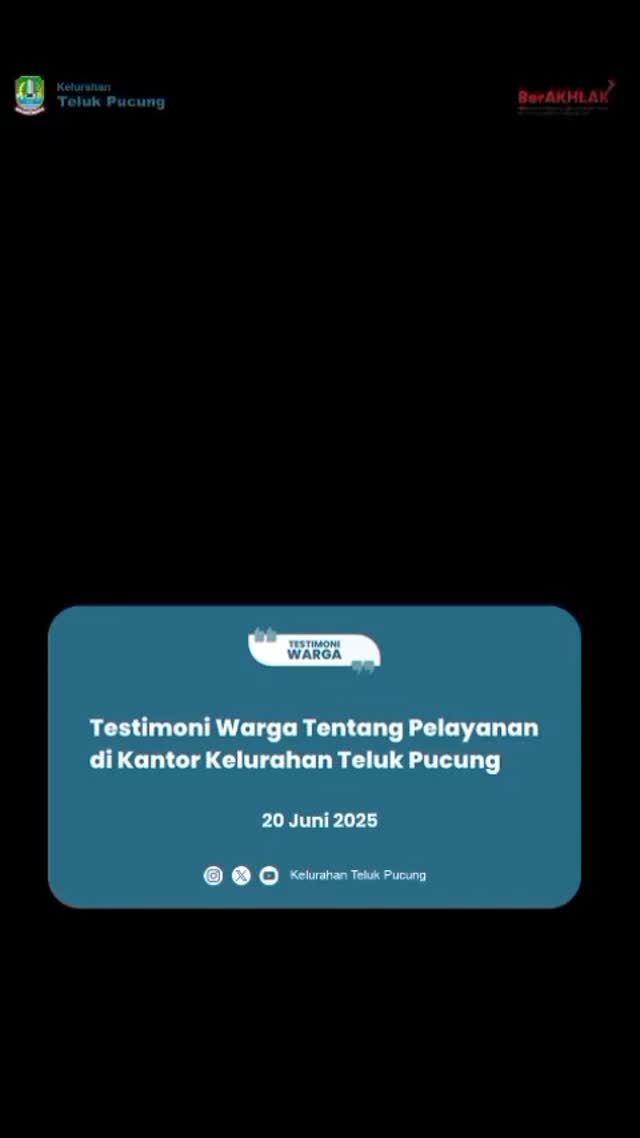 Kelurahan
Teluk Pucung
BerAKHLAK
TESTIMONI
WARGA
Testimoni Warga Tentang Pelayanan
di Kantor Kelurahan Teluk Pucung
20 Juni 2025
Kelurahan Teluk Pucung